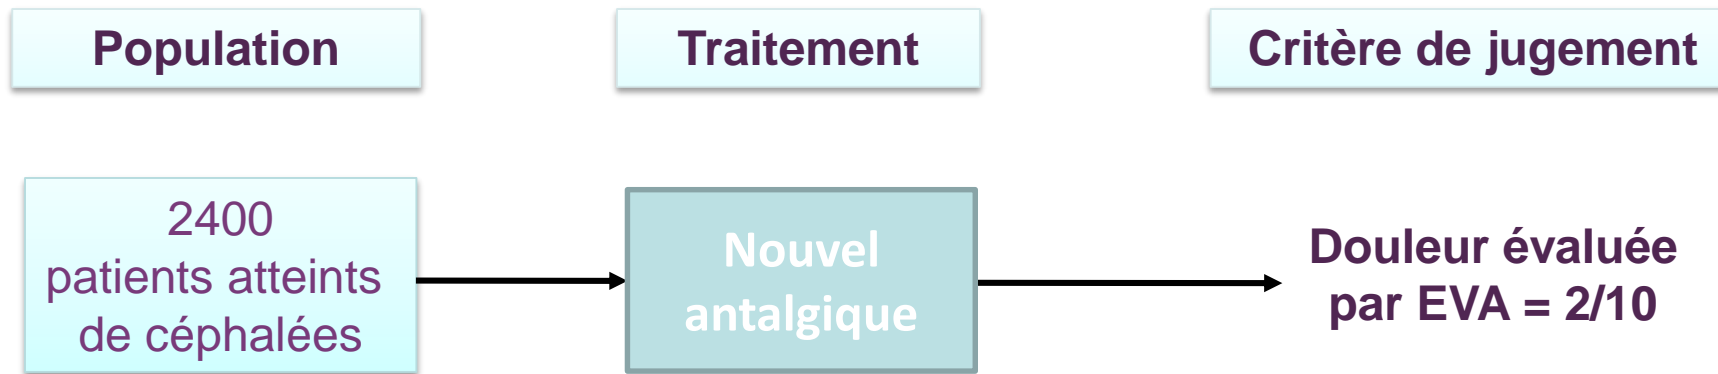 Population
Traitement
Critère de jugement
2400
patients atteints
de céphalées
Nouvel
antalgique
Douleur évaluée
par EVA = 2/10